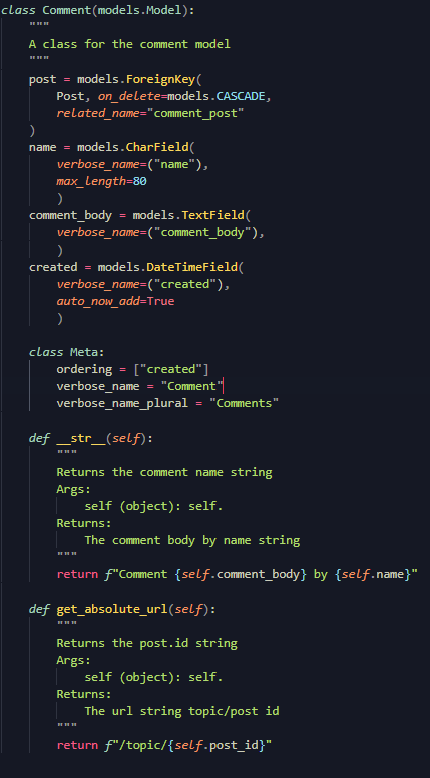 class Comment(models.Model):
    """
    A class for the comment model
    """
    post = models.ForeignKey(
        Post, on_delete=models.CASCADE,
        related_name="comment_post"
    )
    name = models.CharField(
        verbose_name=("name"),
        max_length=80
        )
    comment_body = models.TextField(
        verbose_name=("comment_body"),
        )
    created = models.DateTimeField(
        verbose_name=("created"),
        auto_now_add=True
        )

    class Meta:
        ordering = ["created"]
        verbose_name = "Comment"
        verbose_name_plural = "Comments"

    def __str__(self):
        """
        Returns the comment name string
        Args:
            self (object): self.
        Returns:
            The comment body by name string
        """
        return f"Comment {self.comment_body} by {self.name}"

    def get_absolute_url(self):
        """
        Returns the post.id string
        Args:
            self (object): self.
        Returns:
            The url string topic/post id
        """
        return f"/topic/{self.post_id}"